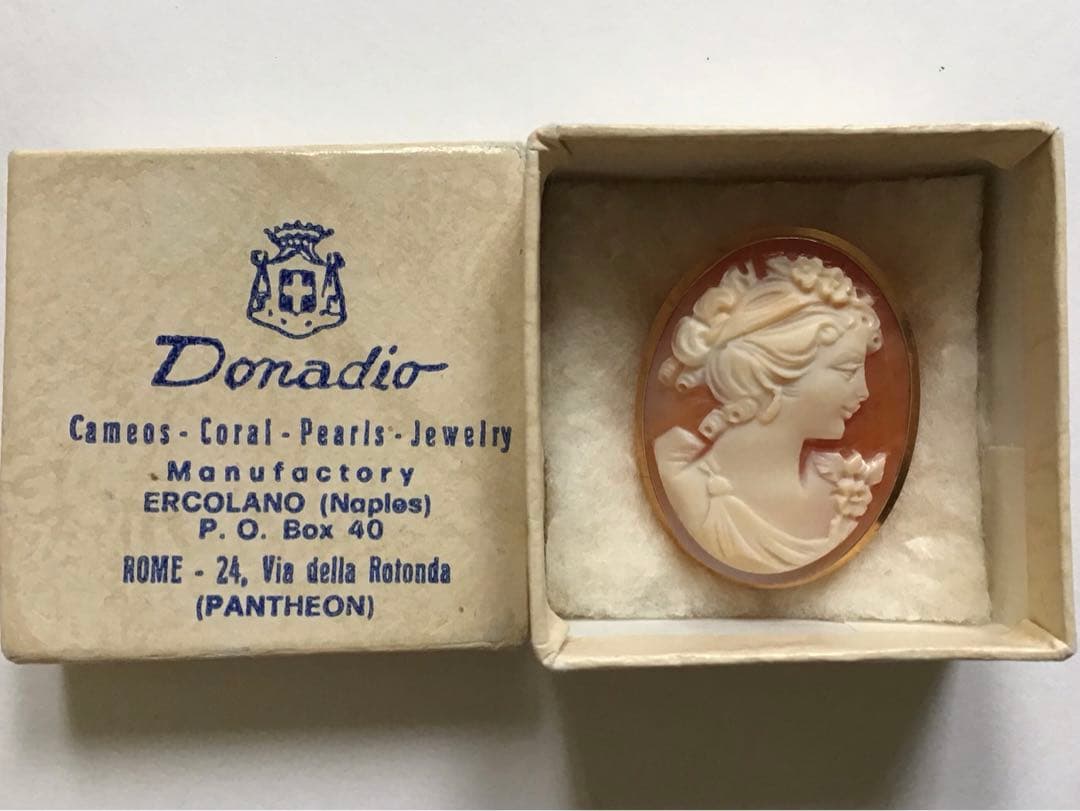 Donadio
Cameos - Coral - Pearls - Jewelry
Manufactory
ERCOLANO (Naples)
P. O. Box 40
ROME - 24, Via della Rotonda
(PANTHEON)